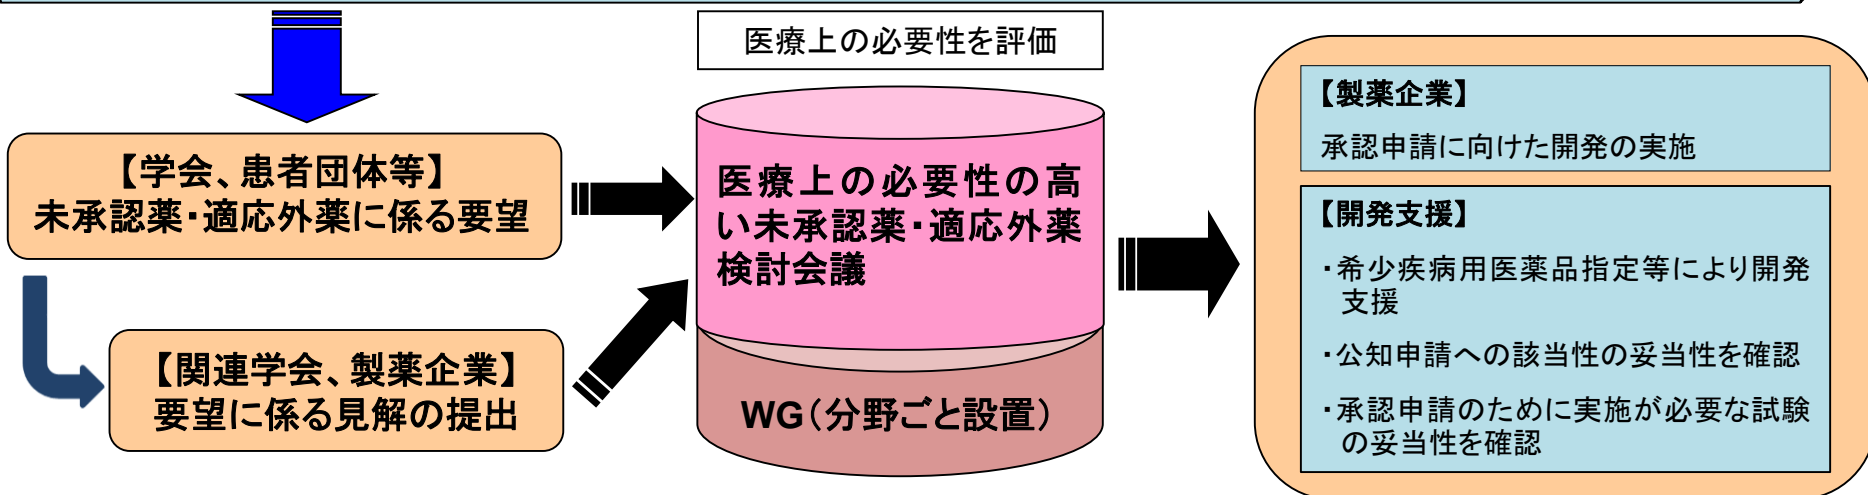 医療上の必要性を評価
【学会、患者団体等】
未承認薬・適応外薬に係る要望
【関連学会、製薬企業】
要望に係る見解の提出
医療上の必要性の高
い未承認薬・適応外薬
検討会議
WG（分野ごと設置）
【製薬企業】
承認申請に向けた開発の実施
【開発支援】
・希少疾病用医薬品指定等により開発
支援
・公知申請への該当性の妥当性を確認
・承認申請のために実施が必要な試験
の妥当性を確認